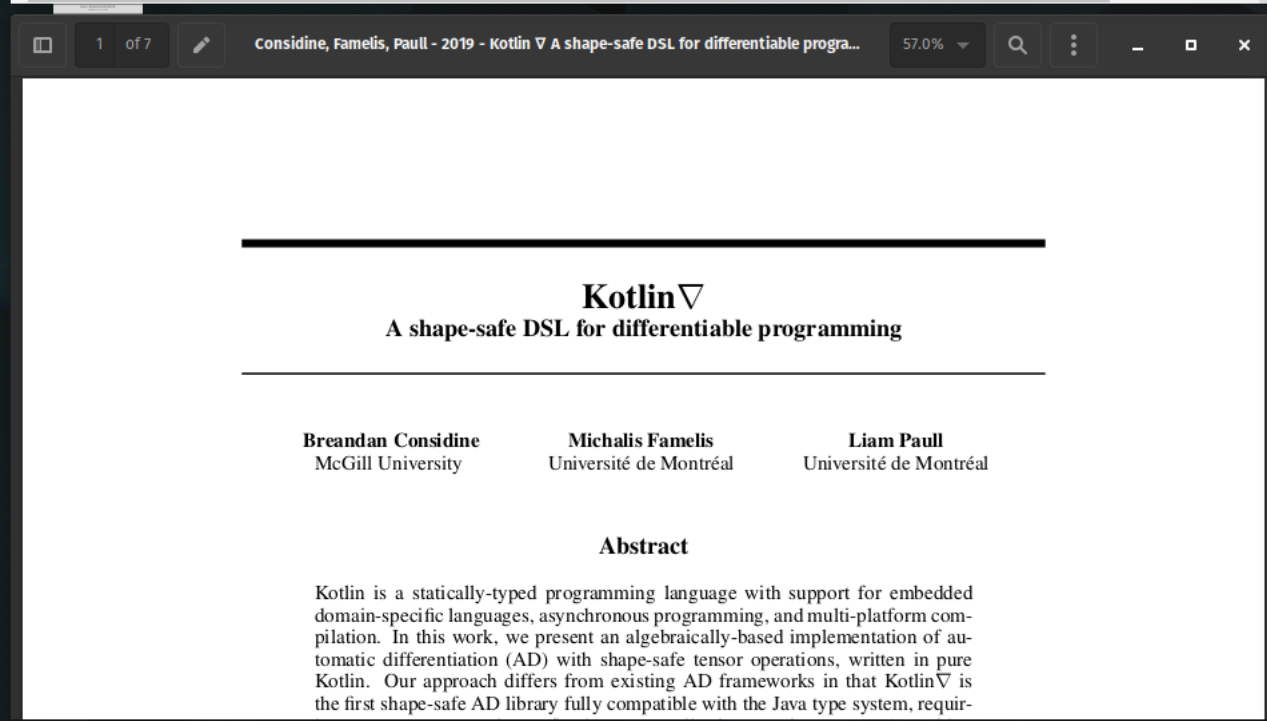 1 of 7
Considine, Famelis, Paull - 2019 - Kotlin ∇ A shape-safe DSL for differentiable progra...
57.0%
Kotlin∇
A shape-safe DSL for differentiable programming
Breandan Considine Michalis Famelis Liam Paull
McGill University Université de Montréal Université de Montréal
Abstract
Kotlin is a statically-typed programming language with support for embedded
domain-specific languages, asynchronous programming, and multi-platform com-
pilation. In this work, we present an algebraically-based implementation of au-
tomatic differentiation (AD) with shape-safe tensor operations, written in pure
Kotlin. Our approach differs from existing AD frameworks in that Kotlin∇ is
the first shape-safe AD library fully compatible with the Java type system, requir-